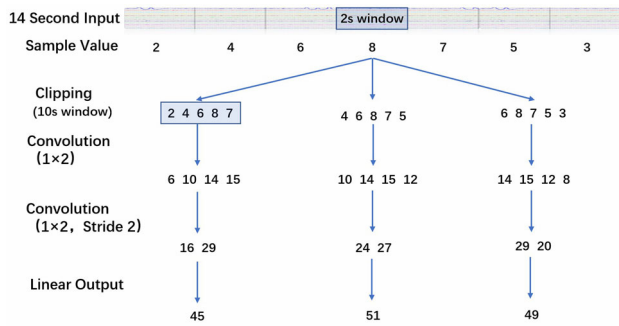 14 Second Input 2s window
Sample Value 2 4 6 8 7 5 3
Clipping
(10s window) 2 4 6 8 7 4 6 8 7 5 6 8 7 5 3
Convolution
(1×2)
6 10 14 15 10 14 15 12 14 15 12 8
Convolution
(1×2, Stride 2)
16 29 24 27 29 20
Linear Output
45 51 49